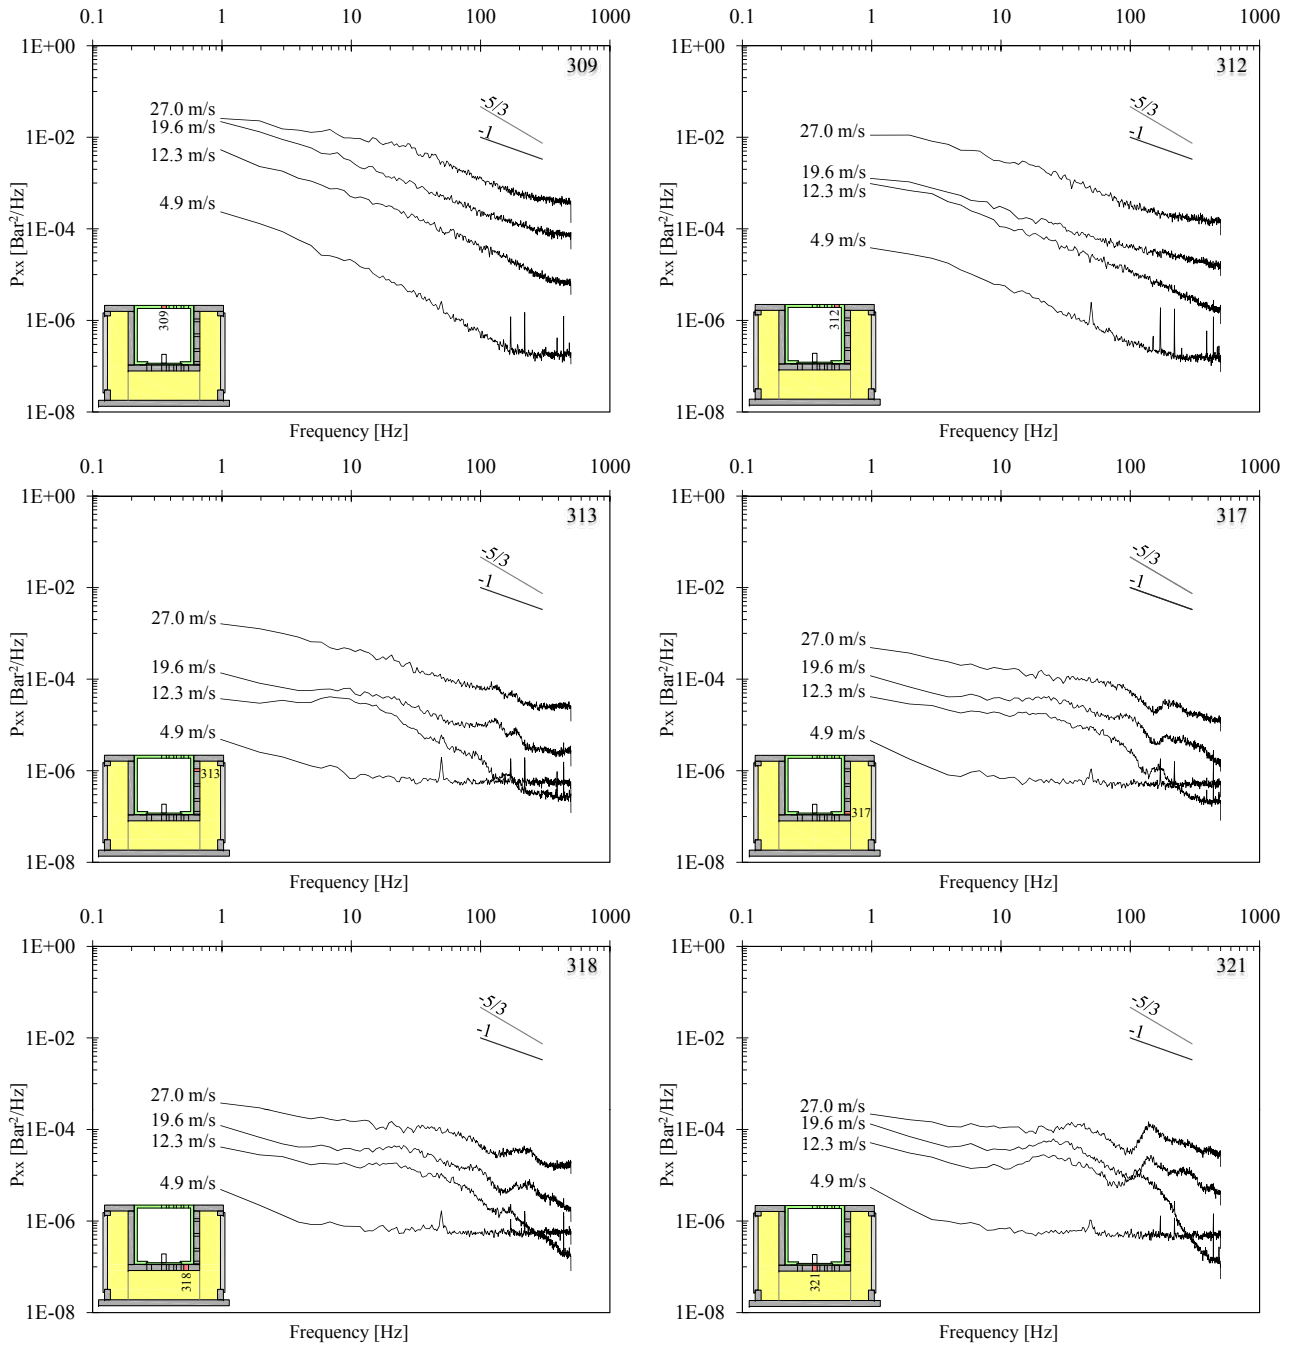 0.1 1 10 100 1000
1E+00
1E-02
1E-04
1E-06
1E-08
Pxx [Bar²/Hz]
Frequency [Hz]
309
-5/3
-1
27.0 m/s
19.6 m/s
12.3 m/s
4.9 m/s
309
0.1 1 10 100 1000
1E+00
1E-02
1E-04
1E-06
1E-08
Pxx [Bar²/Hz]
Frequency [Hz]
312
-5/3
-1
27.0 m/s
19.6 m/s
12.3 m/s
4.9 m/s
312
0.1 1 10 100 1000
1E+00
1E-02
1E-04
1E-06
1E-08
Pxx [Bar²/Hz]
Frequency [Hz]
313
-5/3
-1
27.0 m/s
19.6 m/s
12.3 m/s
4.9 m/s
313
0.1 1 10 100 1000
1E+00
1E-02
1E-04
1E-06
1E-08
Pxx [Bar²/Hz]
Frequency [Hz]
317
-5/3
-1
27.0 m/s
19.6 m/s
12.3 m/s
4.9 m/s
317
0.1 1 10 100 1000
1E+00
1E-02
1E-04
1E-06
1E-08
Pxx [Bar²/Hz]
Frequency [Hz]
318
-5/3
-1
27.0 m/s
19.6 m/s
12.3 m/s
4.9 m/s
318
0.1 1 10 100 1000
1E+00
1E-02
1E-04
1E-06
1E-08
Pxx [Bar²/Hz]
Frequency [Hz]
321
-5/3
-1
27.0 m/s
19.6 m/s
12.3 m/s
4.9 m/s
321